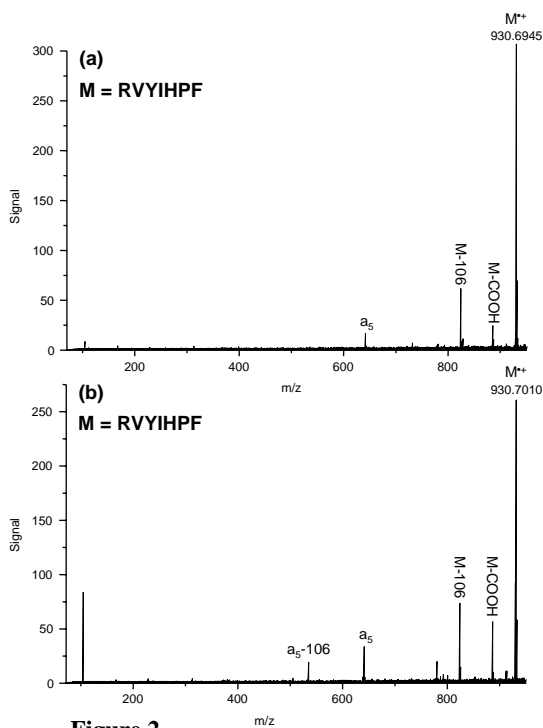 M•+
930.6945
(a)
M = RVYIHPF
300
250
200
150
100
50
0
Signal
M-106
M-COOH
a5
200
400
600
800
m/z
M•+
930.7010
(b)
M = RVYIHPF
250
200
150
100
50
0
Signal
M-106
M-COOH
a5-106
a5
200
400
600
800
m/z
Figure 2